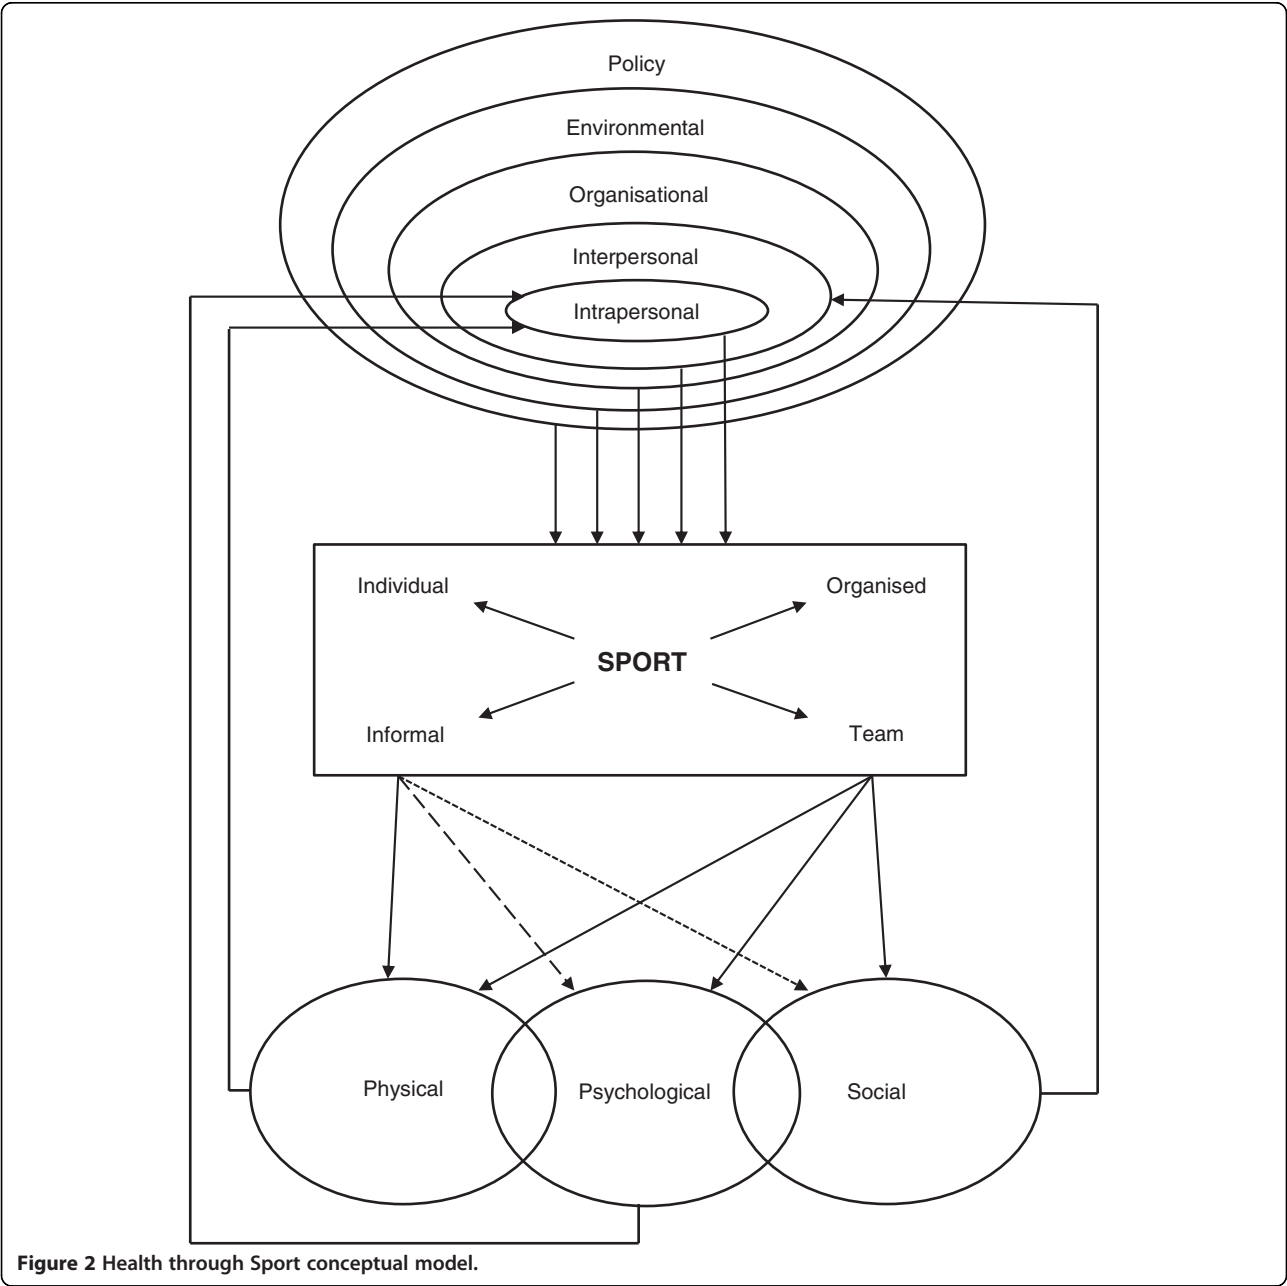 Policy
Environmental
Organisational
Interpersonal
Intrapersonal
Individual
Organised
SPORT
Informal
Team
Physical
Psychological
Social
Figure 2 Health through Sport conceptual model.